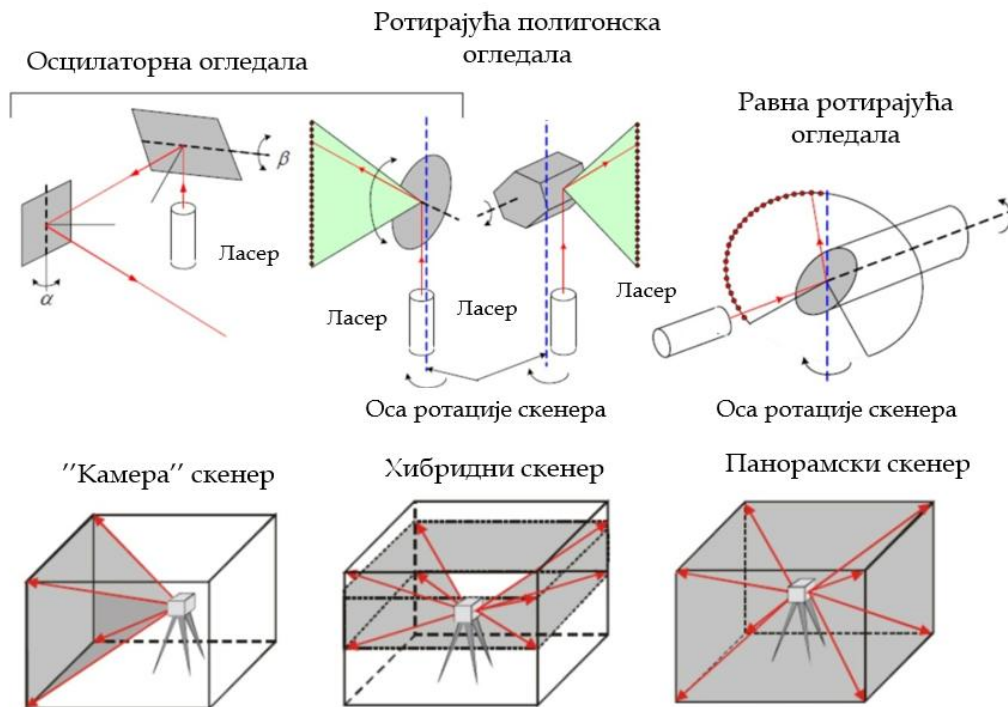 Ротирајућа полигонска
огледала
Осцилаторна огледала
Равна ротирајућа
огледала
β
α
Ласер
Ласер
Ласер
Ласер
Оса ротације скенера
Оса ротације скенера
"Камера" скенер
Хибридни скенер
Панорамски скенер